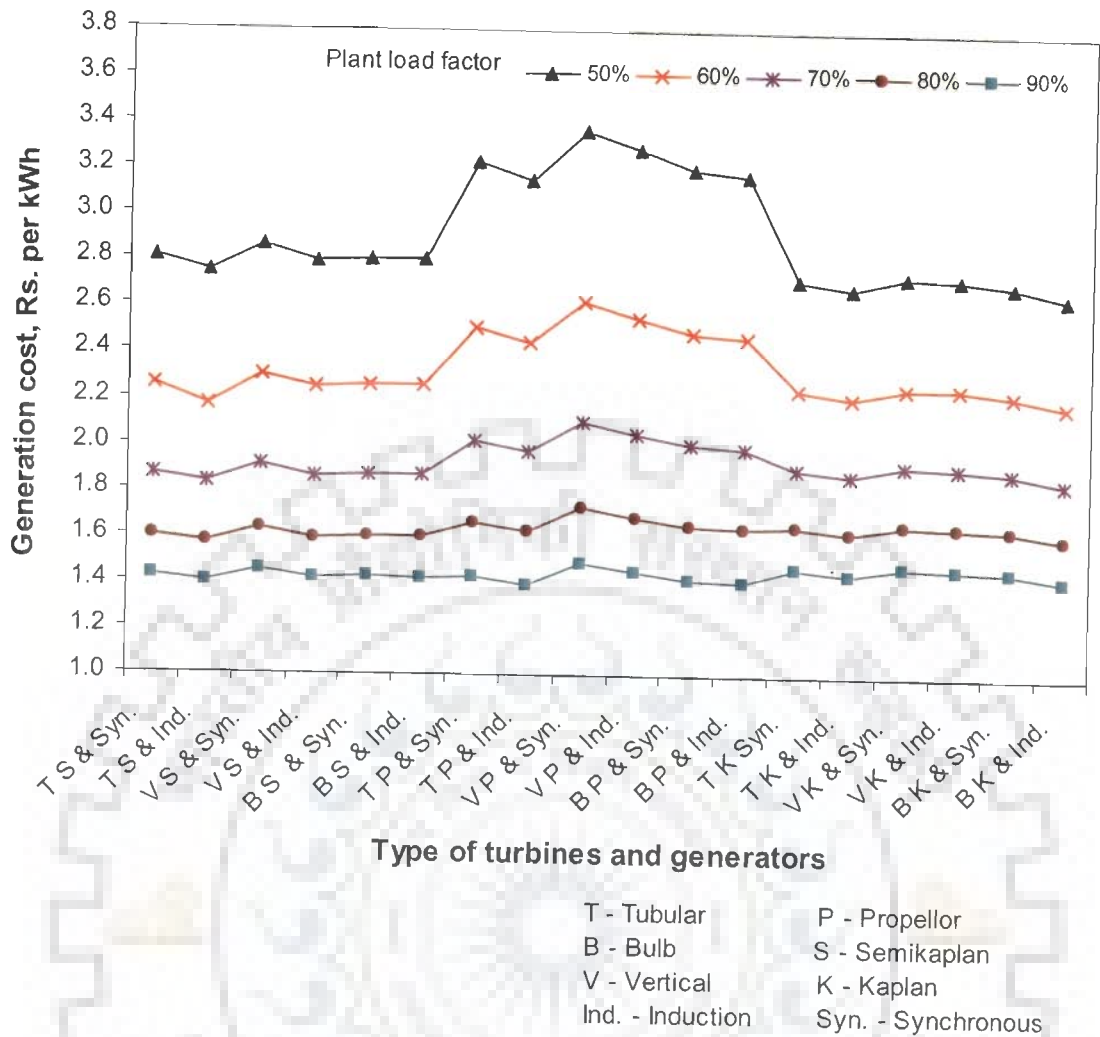 3.8
3.6
3.4
3.2
3.0
2.8
2.6
2.4
2.2
2.0
1.8
1.6
1.4
1.2
1.0
Generation cost, Rs. per kWh
Plant load factor 50% 60% 70% 80% 90%
T S & Syn.
T S & Ind.
V S & Syn.
V S & Ind.
B S & Syn.
B S & Ind.
T P & Syn.
T P & Ind.
V P & Syn.
V P & Ind.
B P & Syn.
B P & Ind.
T K Syn.
T K & Ind.
V K & Syn.
V K & Ind.
B K & Syn.
B K & Ind.
Type of turbines and generators
T - Tubular P - Propellor
B - Bulb S - Semikaplan
V - Vertical K - Kaplan
Ind. - Induction Syn. - Synchronous